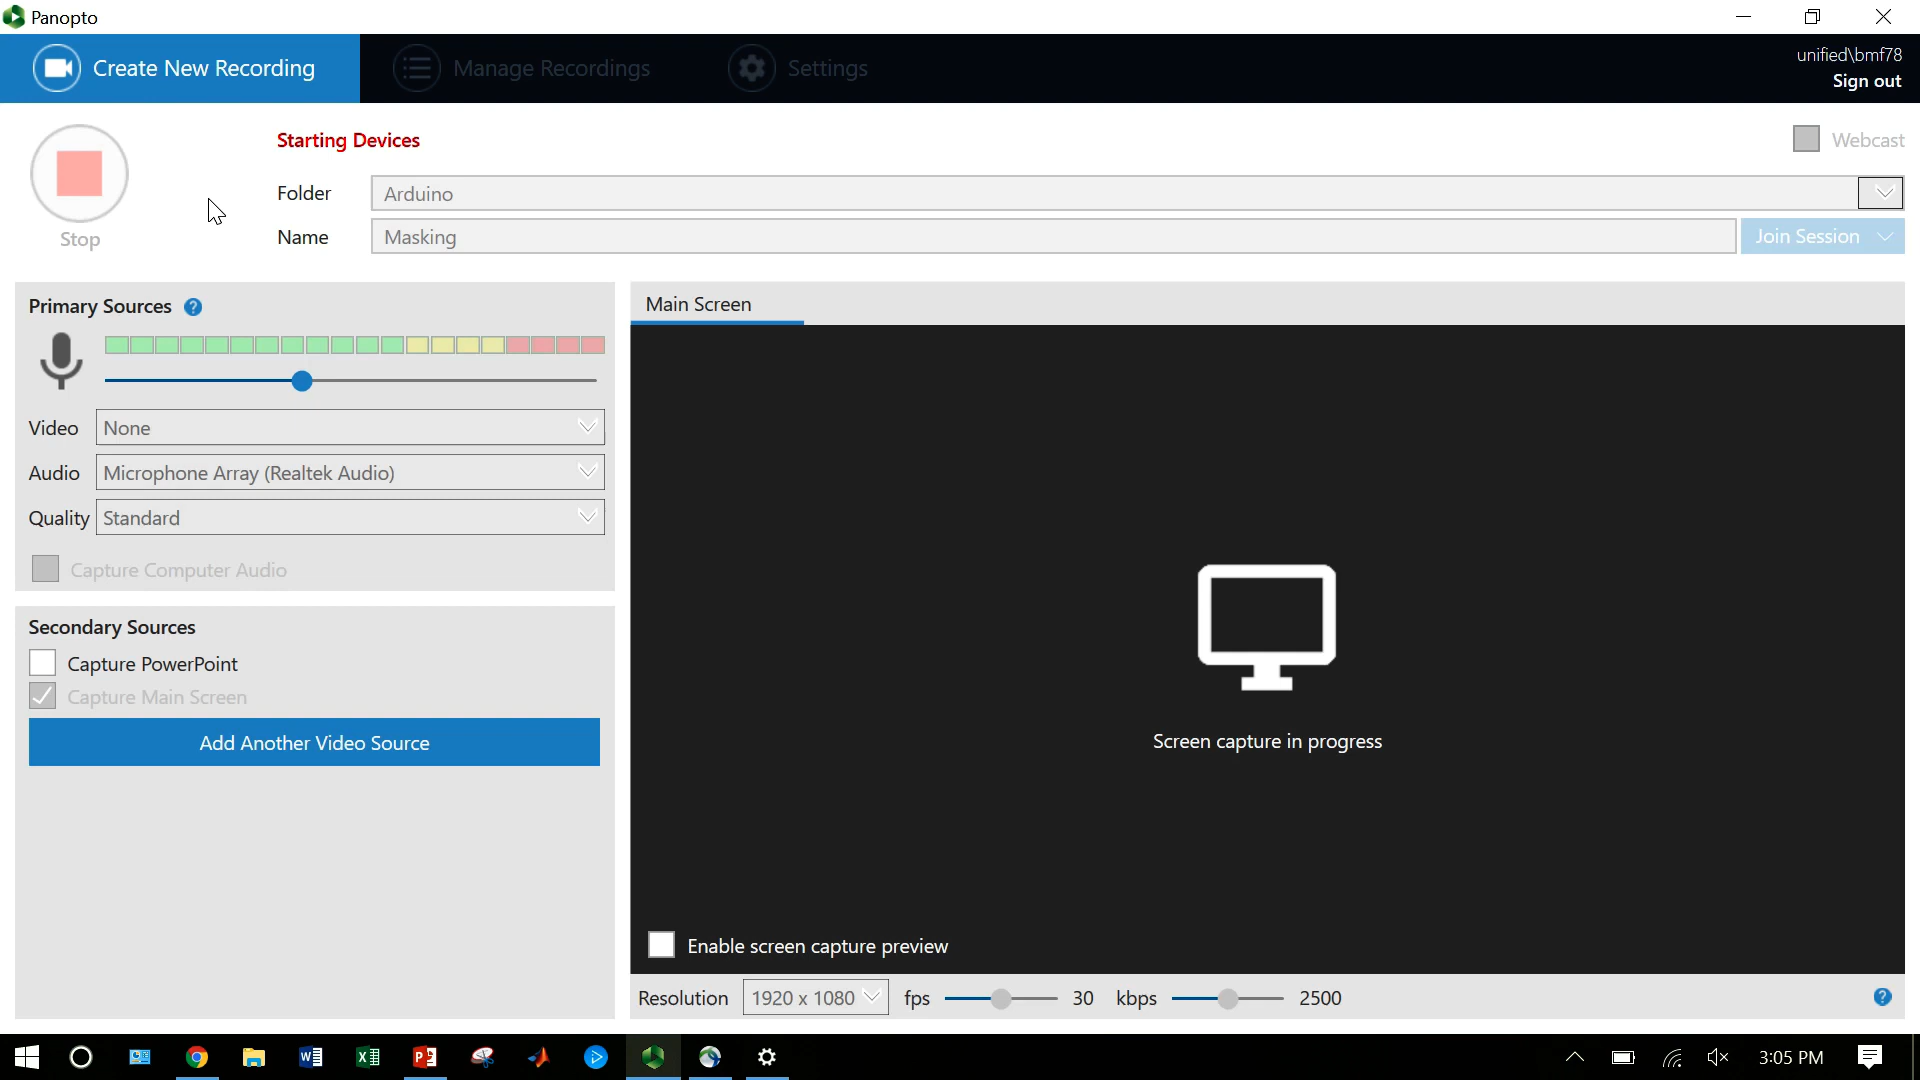 Panopto
Create New Recording
Manage Recordings
Settings
unified\bmf78
Sign out
Starting Devices
Webcast
Folder
Arduino
Stop
Name
Masking
Join Session
Primary Sources ?
Main Screen
Video
None
Audio
Microphone Array (Realtek Audio)
Quality
Standard
Capture Computer Audio
Secondary Sources
Capture PowerPoint
Capture Main Screen
Add Another Video Source
Screen capture in progress
Enable screen capture preview
Resolution 1920 x 1080 fps 30 kbps 2500 ?
3:05 PM